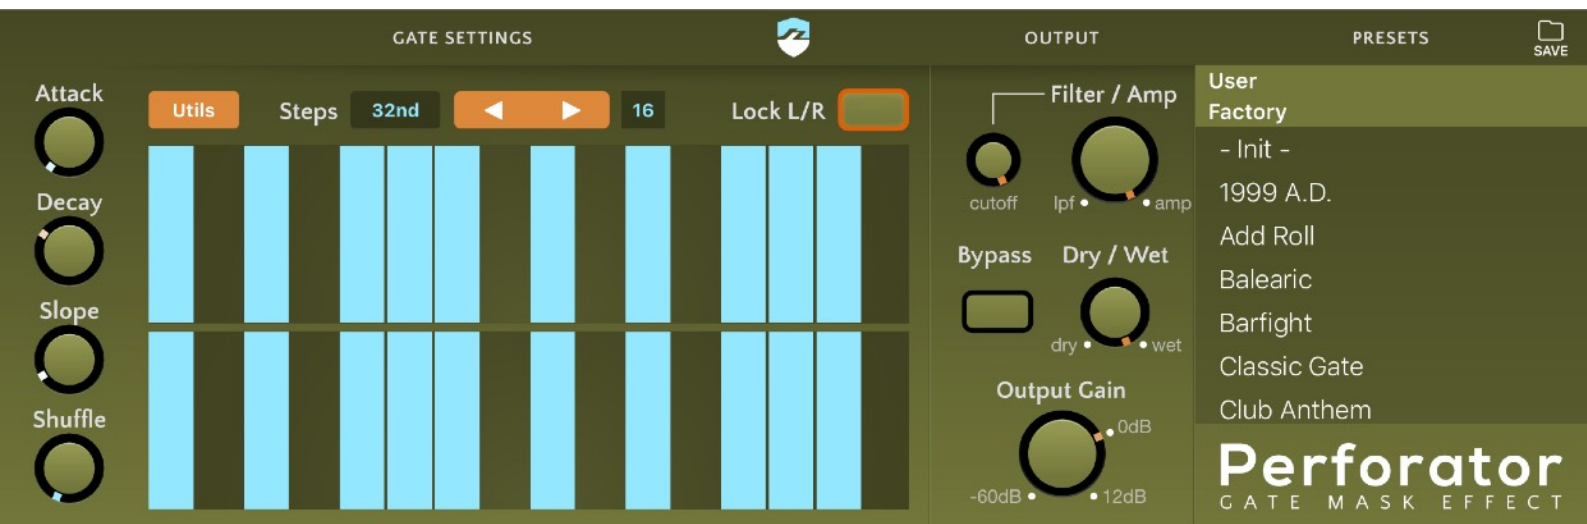 GATE SETTINGS
OUTPUT
PRESETS
SAVE
Attack
Utils
Steps
32nd
16
Lock L/R
Decay
Slope
Shuffle
Filter / Amp
cutoff
lpf
amp
Bypass
Dry / Wet
dry
wet
Output Gain
0dB
-60dB
12dB
User
Factory
- Init -
1999 A.D.
Add Roll
Balearic
Barfight
Classic Gate
Club Anthem
Perforator
GATE MASK EFFECT